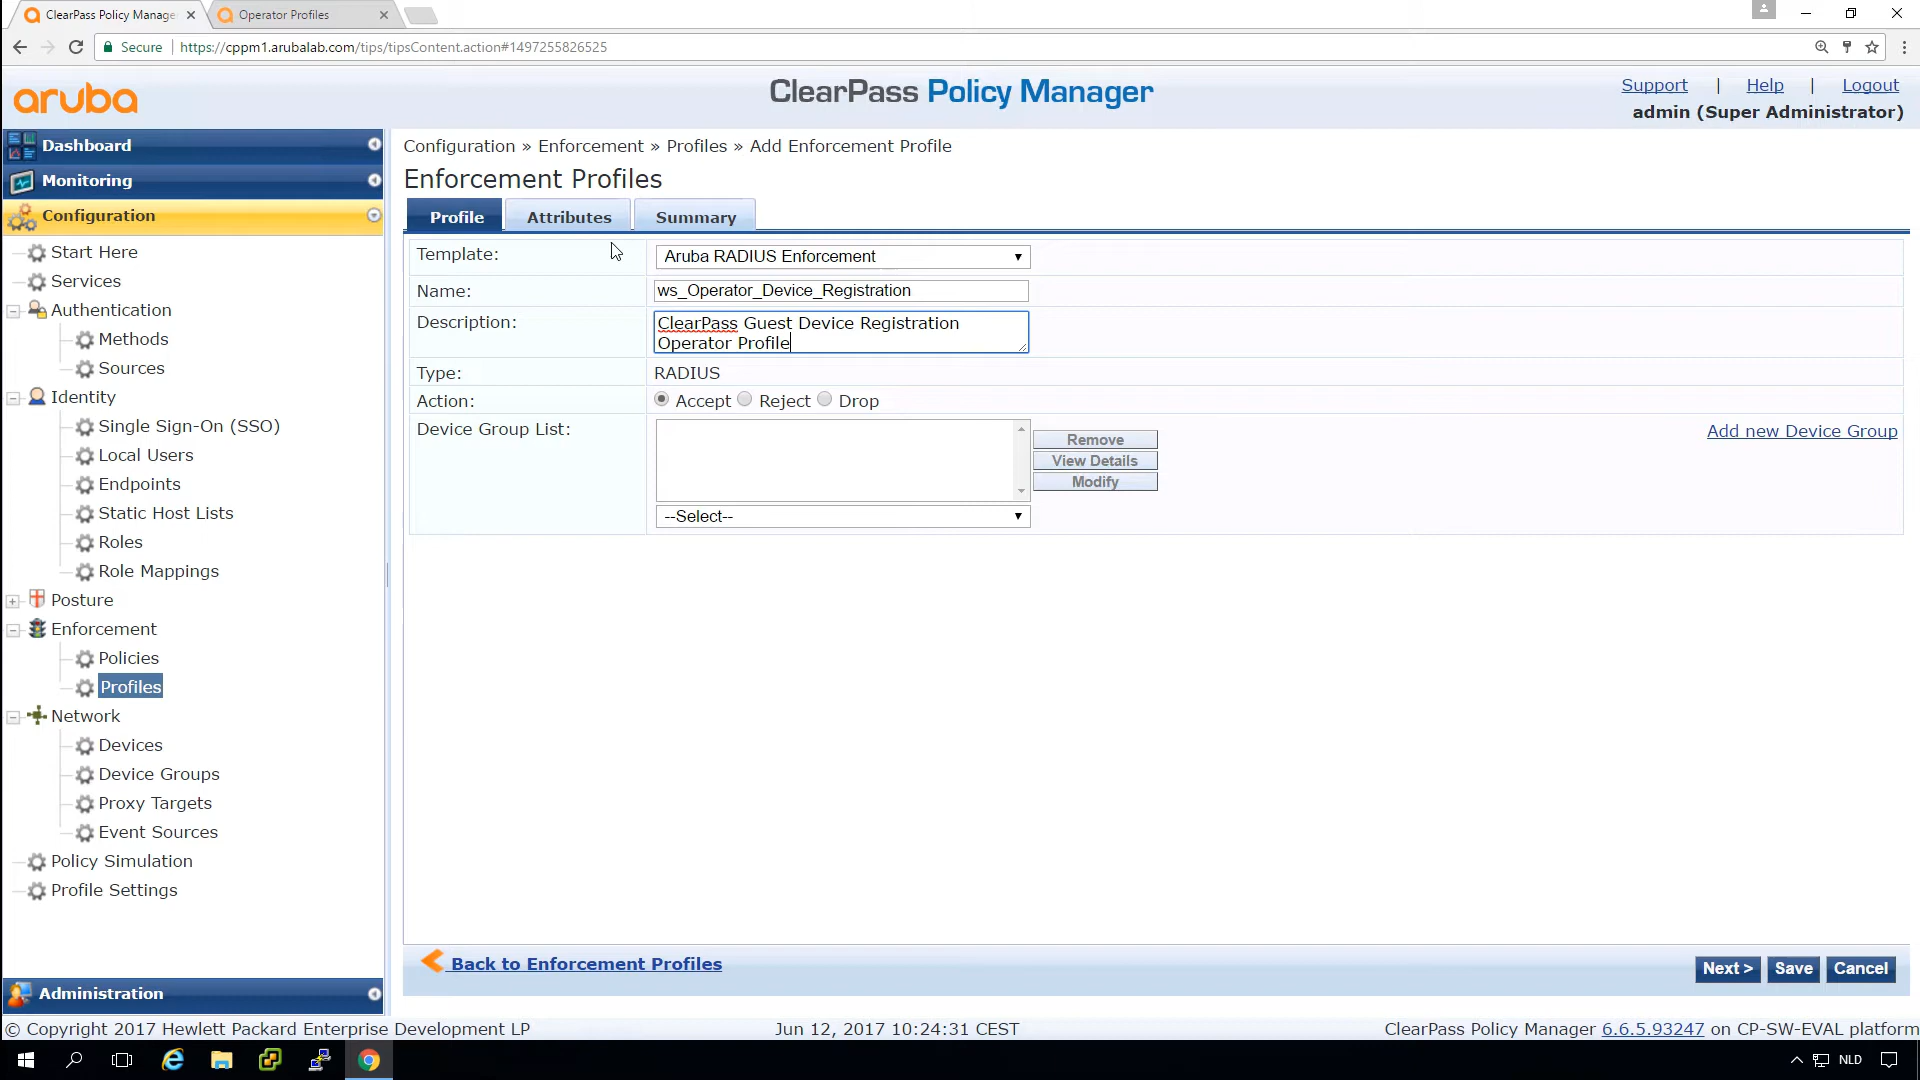 ClearPass Policy Manage
Operator Profiles
Secure
https://cppm1.arubalab.com/tips/tipsContent.action#1497255826525
aruba
ClearPass Policy Manager
Support | Help | Logout
admin (Super Administrator)
Dashboard
Monitoring
Configuration
Start Here
Services
Authentication
Methods
Sources
Identity
Single Sign-On (SSO)
Local Users
Endpoints
Static Host Lists
Roles
Role Mappings
Posture
Enforcement
Policies
Profiles
Network
Devices
Device Groups
Proxy Targets
Event Sources
Policy Simulation
Profile Settings
Administration
Configuration » Enforcement » Profiles » Add Enforcement Profile
Enforcement Profiles
Profile
Attributes
Summary
Template:
Aruba RADIUS Enforcement
Name:
ws_Operator_Device_Registration
Description:
ClearPass Guest Device Registration
Operator Profile
Type:
RADIUS
Action:
Accept Reject Drop
Device Group List:
Remove
View Details
Modify
Add new Device Group
--Select--
Back to Enforcement Profiles
Next >
Save
Cancel
© Copyright 2017 Hewlett Packard Enterprise Development LP
Jun 12, 2017 10:24:31 CEST
ClearPass Policy Manager 6.6.5.93247 on CP-SW-EVAL platform
NLD